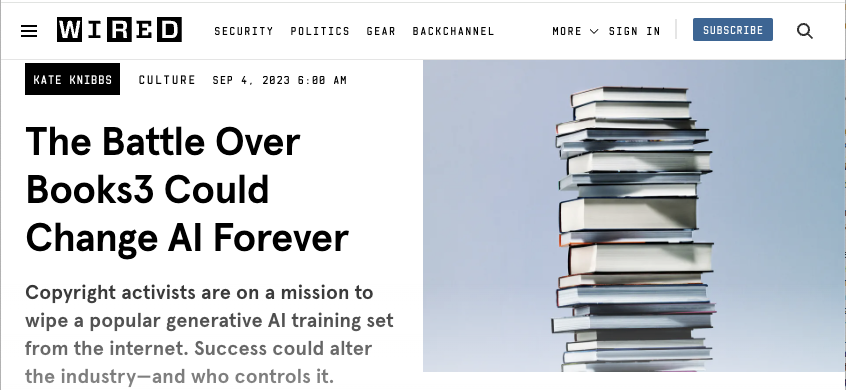 WIRED
SECURITY POLITICS GEAR BACKCHANNEL MORE SIGN IN SUBSCRIBE
KATE KNIBBS CULTURE SEP 4, 2023 6:00 AM
The Battle Over
Books3 Could
Change AI Forever
Copyright activists are on a mission to
wipe a popular generative AI training set
from the internet. Success could alter
the industry—and who controls it.